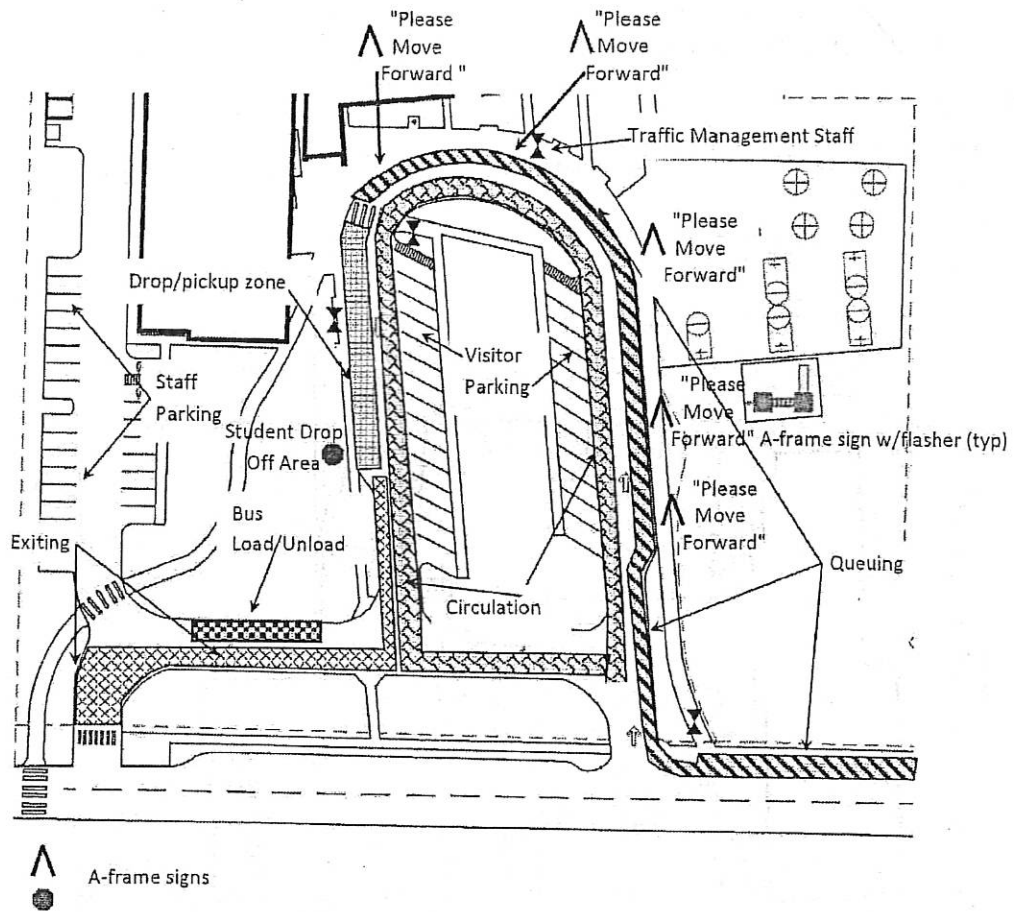 "Please
Move
Forward "
"Please
Move
Forward"
Traffic Management Staff
"Please
Move
Forward"
Drop/pickup zone
Visitor
Parking
Staff
Parking
"Please
Move
Forward" A-frame sign w/flasher (typ)
Student Drop
Off Area
"Please
Move
Forward"
Bus
Load/Unload
Exiting
Queuing
Circulation
A-frame signs